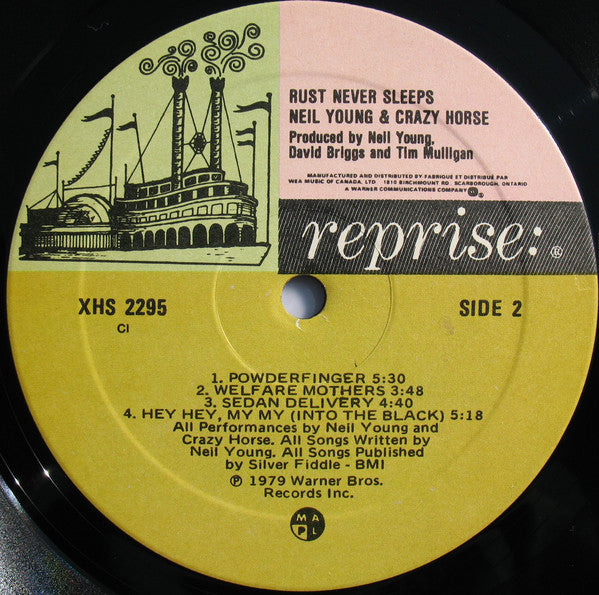 RUST NEVER SLEEPS
NEIL YOUNG & CRAZY HORSE
Produced by Neil Young,
David Briggs and Tim Mulligan
MANUFACTURED AND DISTRIBUTED BY/FABRIQUÉ ET DISTRIBUÉ PAR
WEA MUSIC OF CANADA, LTD 1810 BIRCHMOUNT RD. SCARBOROUGH, ONTARIO
A WARNER COMMUNICATIONS COMPANY ®
reprise: ®
XHS 2295
SIDE 2
CI
1. POWDERFINGER 5:30
2. WELFARE MOTHERS 3:48
3. SEDAN DELIVERY 4:40
4. HEY HEY, MY MY (INTO THE BLACK) 5:18
All Performances by Neil Young and
Crazy Horse. All Songs Written by
Neil Young. All Songs Published
by Silver Fiddle - BMI
℗ 1979 Warner Bros.
Records Inc.
M A
P L